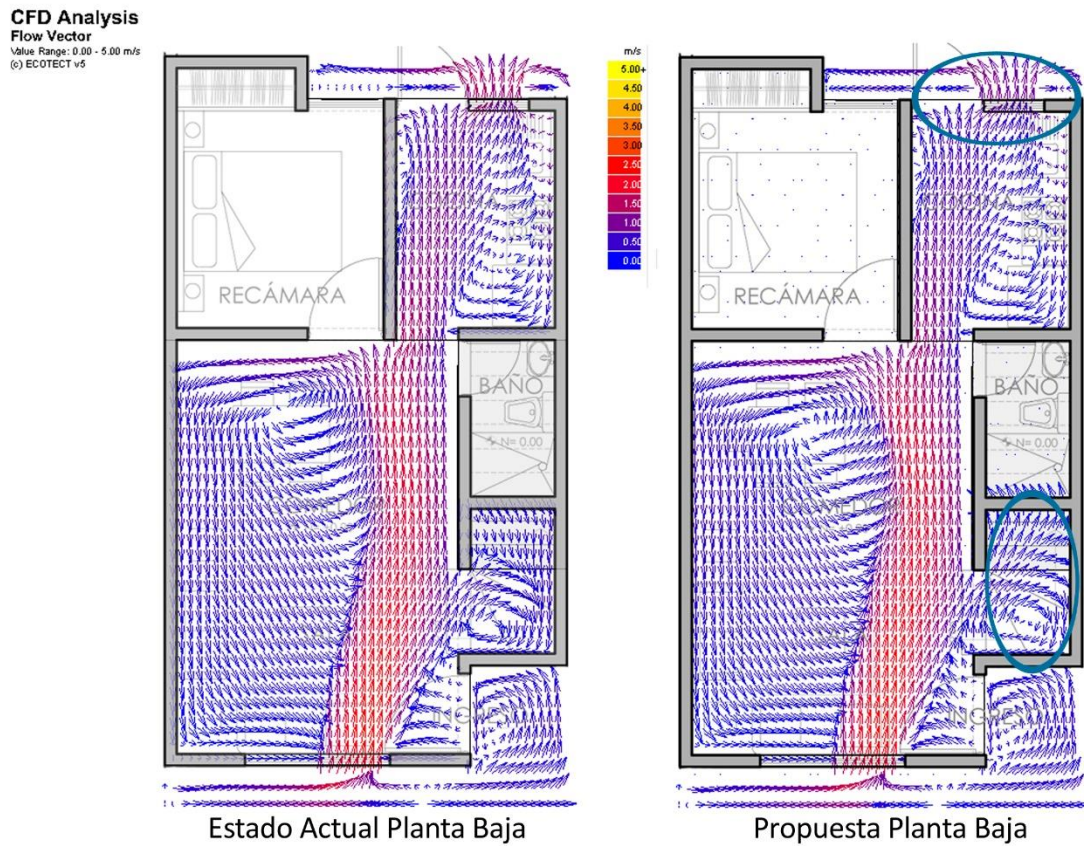 CFD Analysis
Flow Vector
Value Range: 0.00 - 5.00 m/s
(c) ECOTECT v5
m/s
5.00+
4.50
4.00
3.50
3.00
2.50
2.00
1.50
1.00
0.50
0.00
RECÁMARA
BAÑO
N= 0.00
RECÁMARA
BAÑO
N= 0.00
Estado Actual Planta Baja
Propuesta Planta Baja